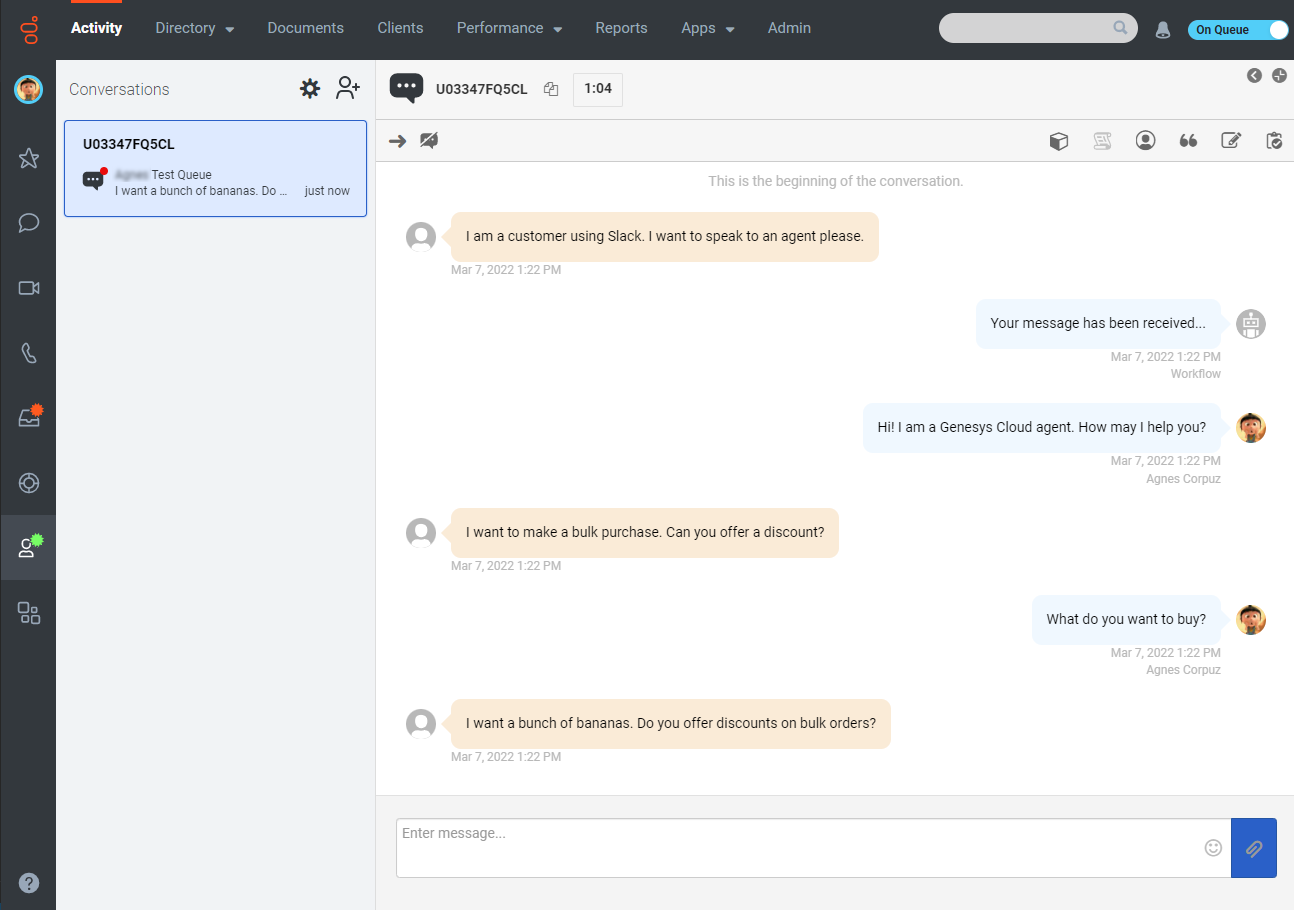 Activity
Directory
Documents
Clients
Performance
Reports
Apps
Admin
On Queue
Conversations
U03347FQ5CL
1:04
U03347FQ5CL
Test Queue
I want a bunch of bananas. Do ... just now
This is the beginning of the conversation.
I am a customer using Slack. I want to speak to an agent please.
Mar 7, 2022 1:22 PM
Your message has been received...
Mar 7, 2022 1:22 PM
Workflow
Hi! I am a Genesys Cloud agent. How may I help you?
Mar 7, 2022 1:22 PM
Agnes Corpuz
I want to make a bulk purchase. Can you offer a discount?
Mar 7, 2022 1:22 PM
What do you want to buy?
Mar 7, 2022 1:22 PM
Agnes Corpuz
I want a bunch of bananas. Do you offer discounts on bulk orders?
Mar 7, 2022 1:22 PM
Enter message...